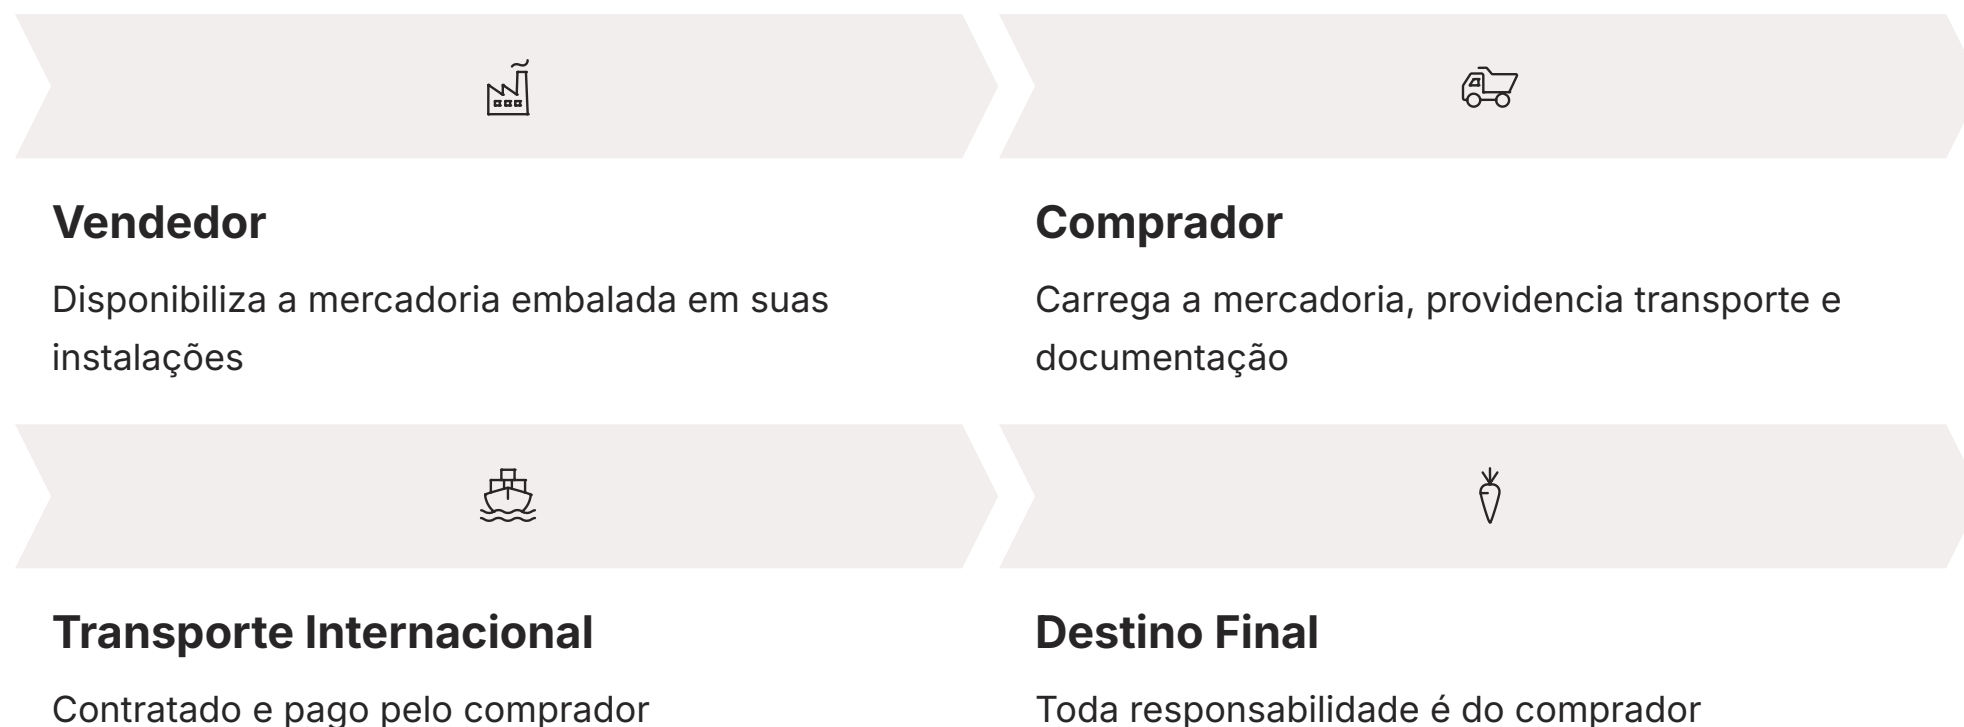 Vendedor
Disponibiliza a mercadoria embalada em suas
instalações
Comprador
Carrega a mercadoria, providencia transporte e
documentação
Transporte Internacional
Contratado e pago pelo comprador
Destino Final
Toda responsabilidade é do comprador